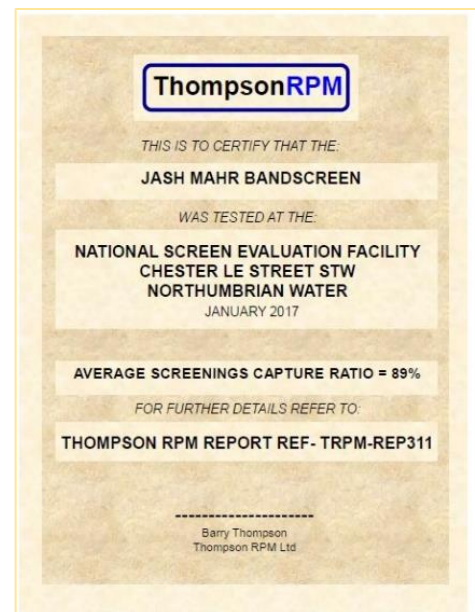 ThompsonRPM
THIS IS TO CERTIFY THAT THE:
JASH MAHR BANDSCREEN
WAS TESTED AT THE:
NATIONAL SCREEN EVALUATION FACILITY
CHESTER LE STREET STW
NORTHUMBRIAN WATER
JANUARY 2017
AVERAGE SCREENINGS CAPTURE RATIO = 89%
FOR FURTHER DETAILS REFER TO:
THOMPSON RPM REPORT REF- TRPM-REP311
---------------------
Barry Thompson
Thompson RPM Ltd